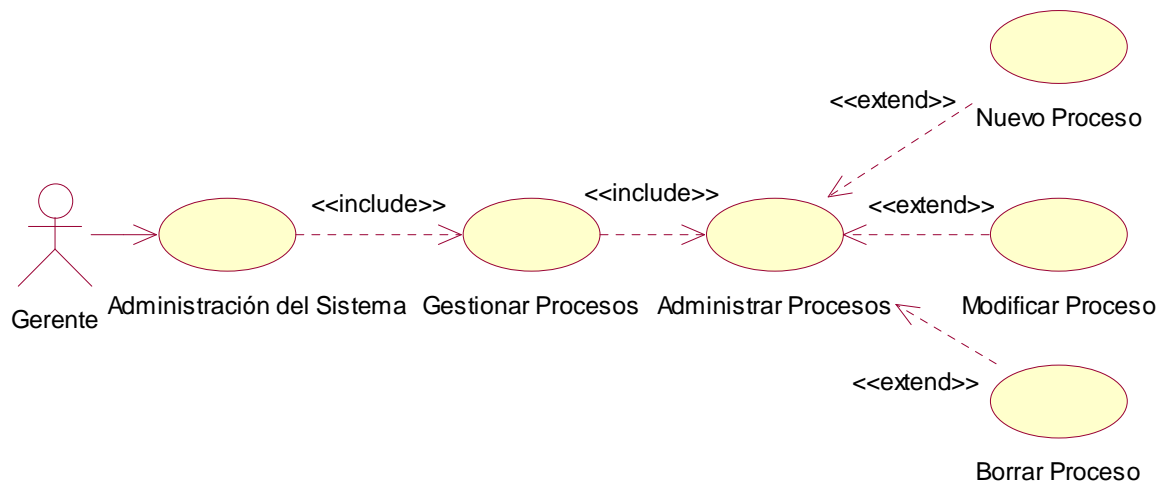 <<extend>>
Nuevo Proceso
<<include>>
<<include>>
<<extend>>
Gerente
Administración del Sistema
Gestionar Procesos
Administrar Procesos
Modificar Proceso
<<extend>>
Borrar Proceso